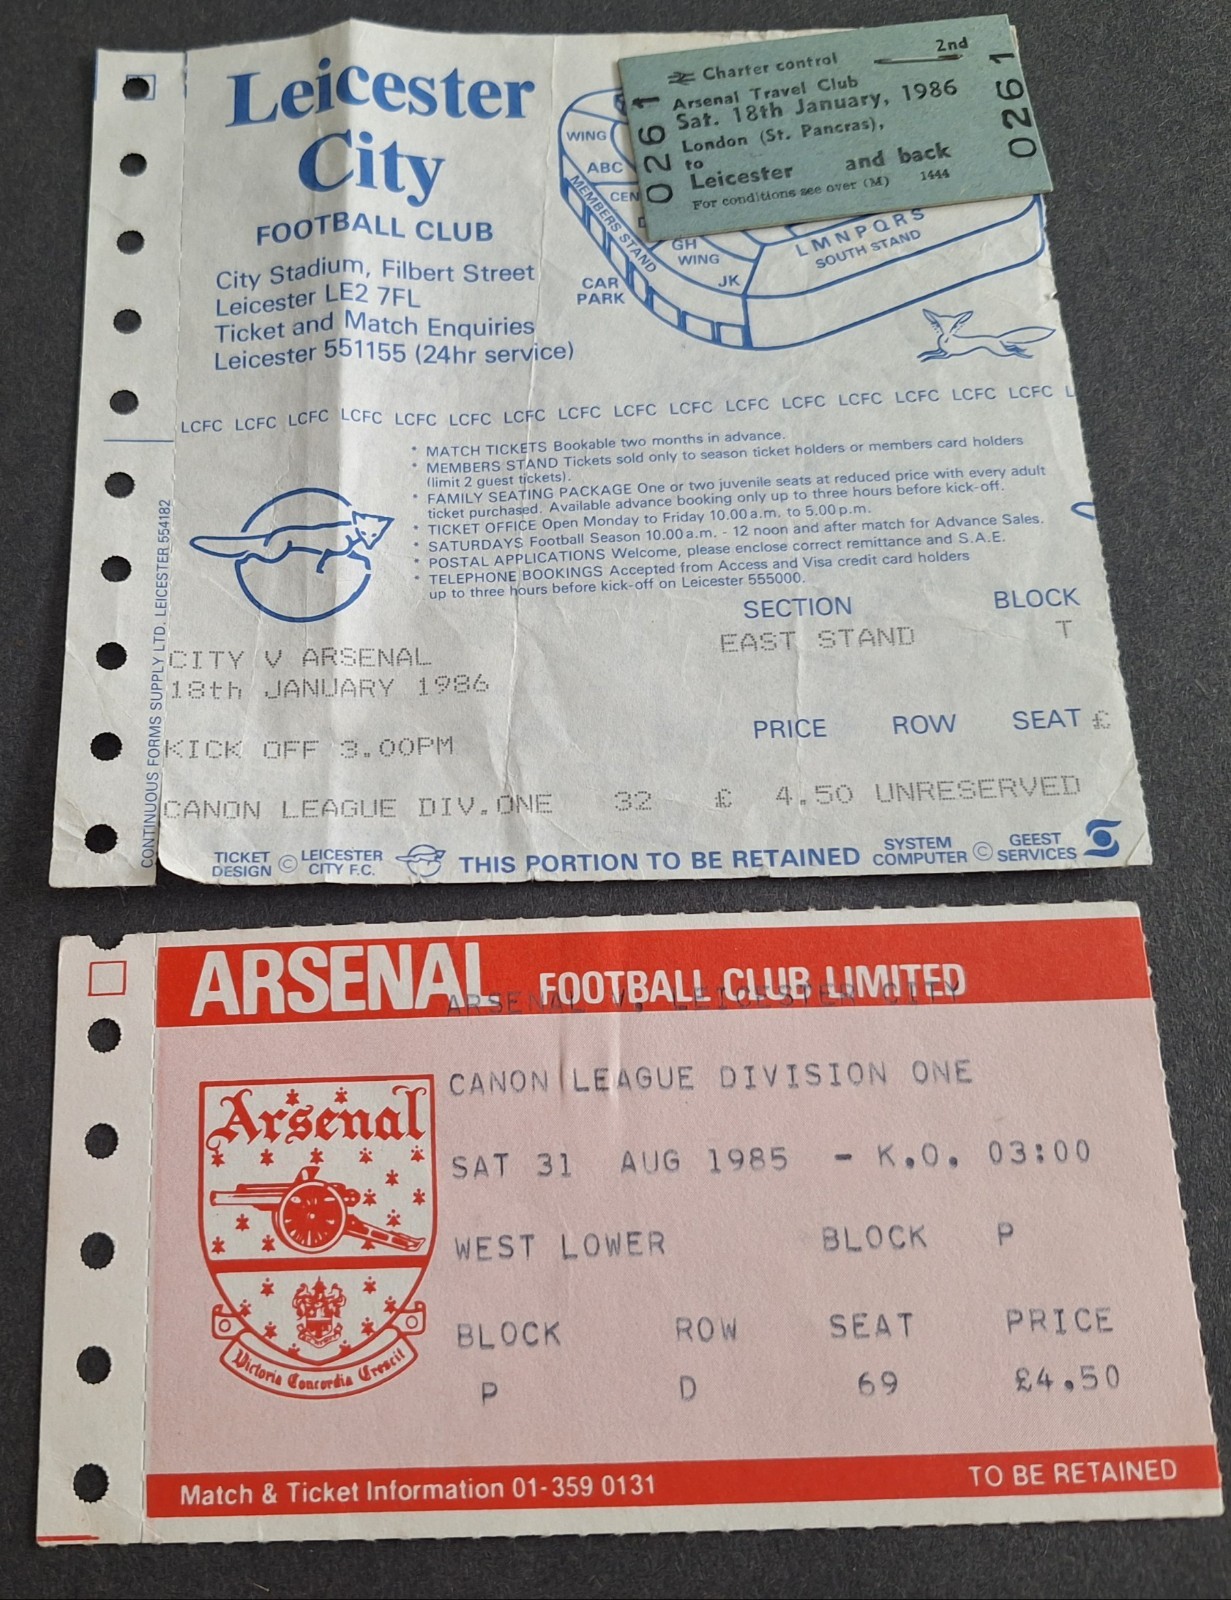 Leicester
City
FOOTBALL CLUB
City Stadium, Filbert Street
Leicester LE2 7FL
Ticket and Match Enquiries
Leicester 551155 (24hr service)
WING
ABC
CEN
MEMBERS STAND
GH
WING
JK
CAR
PARK
L M N P Q R S
SOUTH STAND
0261
Charter control 2nd
Arsenal Travel Club
Sat. 18th January, 1986
London (St. Pancras),
to
Leicester and back
For conditions see over (M) 1444
0261
LCFC LCFC LCFC LCFC LCFC LCFC LCFC LCFC LCFC LCFC LCFC LCFC LCFC LCFC LCFC LCFC L
* MATCH TICKETS Bookable two months in advance.
* MEMBERS STAND Tickets sold only to season ticket holders or members card holders
(limit 2 guest tickets).
* FAMILY SEATING PACKAGE One or two juvenile seats at reduced price with every adult
ticket purchased. Available advance booking only up to three hours before kick-off.
* TICKET OFFICE Open Monday to Friday 10.00 a.m. to 5.00 p.m.
* SATURDAYS Football Season 10.00 a.m. - 12 noon and after match for Advance Sales.
* POSTAL APPLICATIONS Welcome, please enclose correct remittance and S.A.E.
* TELEPHONE BOOKINGS Accepted from Access and Visa credit card holders
up to three hours before kick-off on Leicester 555000.
CONTINUOUS FORMS SUPPLY LTD. LEICESTER 554182
SECTION BLOCK
EAST STAND T
CITY V ARSENAL
18th JANUARY 1986
PRICE ROW SEAT £
KICK OFF 3.00PM
CANON LEAGUE DIV.ONE 32 £ 4.50 UNRESERVED
TICKET DESIGN © LEICESTER CITY F.C. THIS PORTION TO BE RETAINED SYSTEM COMPUTER © GEEST SERVICES
ARSENAL FOOTBALL CLUB LIMITED
ARSENAL V. LEICESTER CITY
CANON LEAGUE DIVISION ONE
Arsenal
SAT 31 AUG 1985 - K.O. 03:00
WEST LOWER BLOCK P
BLOCK ROW SEAT PRICE
P D 69 £4.50
Victoria Concordia Crescit
Match & Ticket Information 01-359 0131 TO BE RETAINED